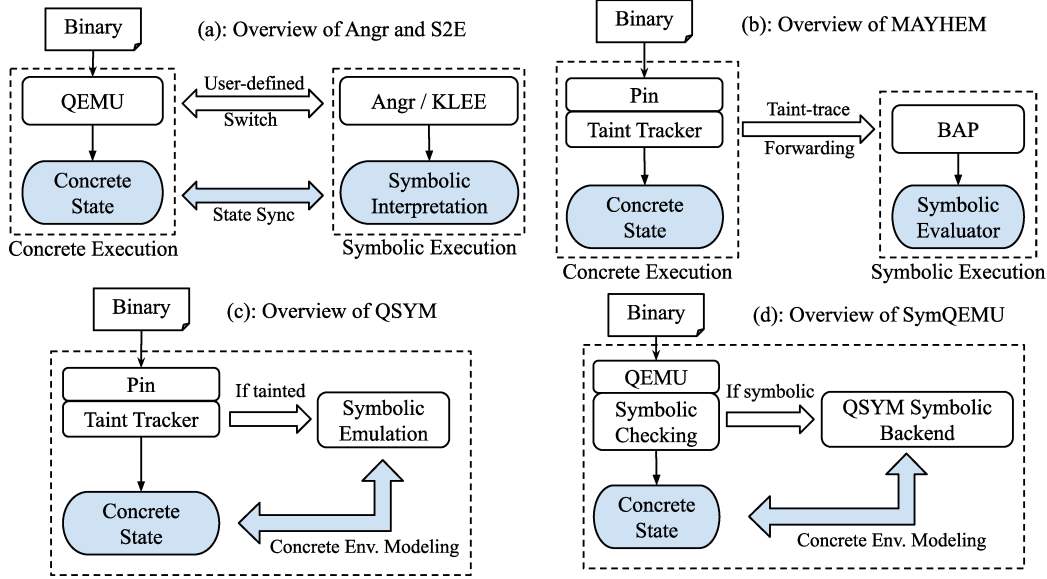 Binary
(a): Overview of Angr and S2E
QEMU
User-defined
Switch
Angr / KLEE
Concrete
State
State Sync
Symbolic
Interpretation
Concrete Execution
Symbolic Execution
Binary
(b): Overview of MAYHEM
Pin
Taint Tracker
Taint-trace
Forwarding
BAP
Concrete
State
Symbolic
Evaluator
Concrete Execution
Symbolic Execution
Binary
(c): Overview of QSYM
Pin
Taint Tracker
If tainted
Symbolic
Emulation
Concrete
State
Concrete Env. Modeling
Binary
(d): Overview of SymQEMU
QEMU
Symbolic
Checking
If symbolic
QSYM Symbolic
Backend
Concrete
State
Concrete Env. Modeling